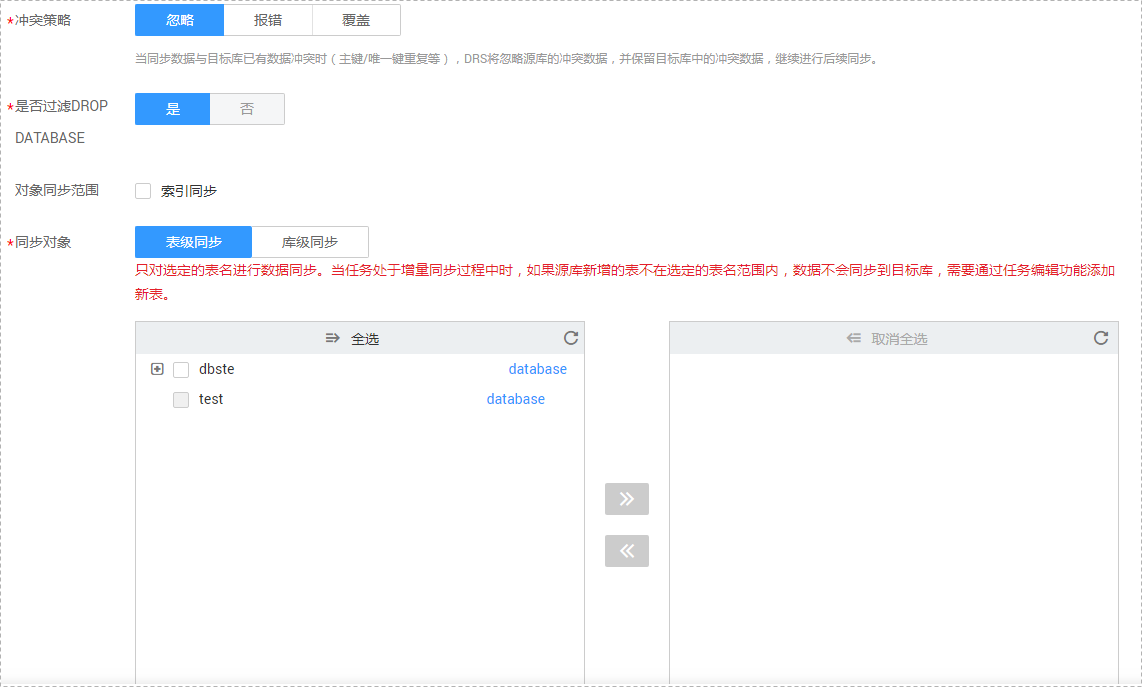 *冲突策略 忽略 报错 覆盖
当同步数据与目标库已有数据冲突时（主键/唯一键重复等），DRS将忽略源库的冲突数据，并保留目标库中的冲突数据，继续进行后续同步。
*是否过滤DROP
DATABASE
是 否
对象同步范围 索引同步
*同步对象 表级同步 库级同步
只对选定的表名进行数据同步。当任务处于增量同步过程中时，如果源库新增的表不在选定的表名范围内，数据不会同步到目标库，需要通过任务编辑功能添加
新表。
全选 取消全选
dbste database
test database